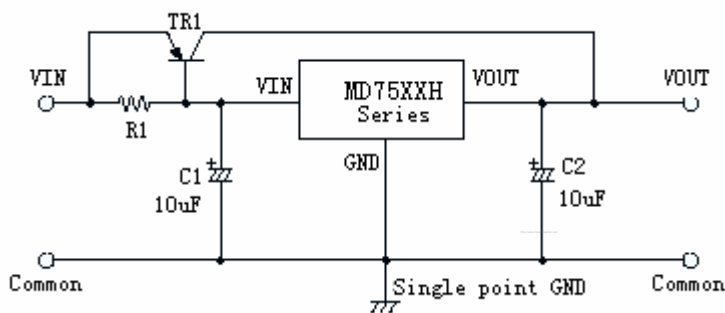 TR1
VIN
VIN
MD75XXH
Series
VOUT
VOUT
R1
GND
C1
10uF
C2
10uF
Common
Single point GND
Common